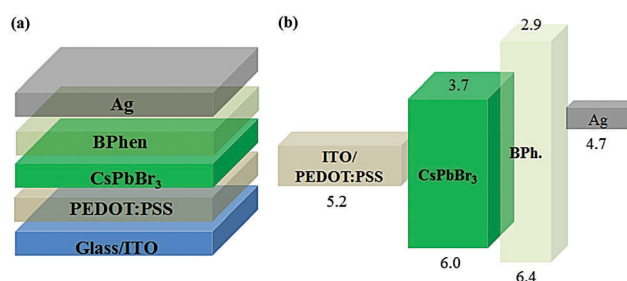 (a)
Ag
BPhen
CsPbBr₃
PEDOT:PSS
Glass/ITO
(b)
2.9
3.7
Ag
4.7
BPh.
ITO/
PEDOT:PSS
CsPbBr₃
5.2
6.0
6.4